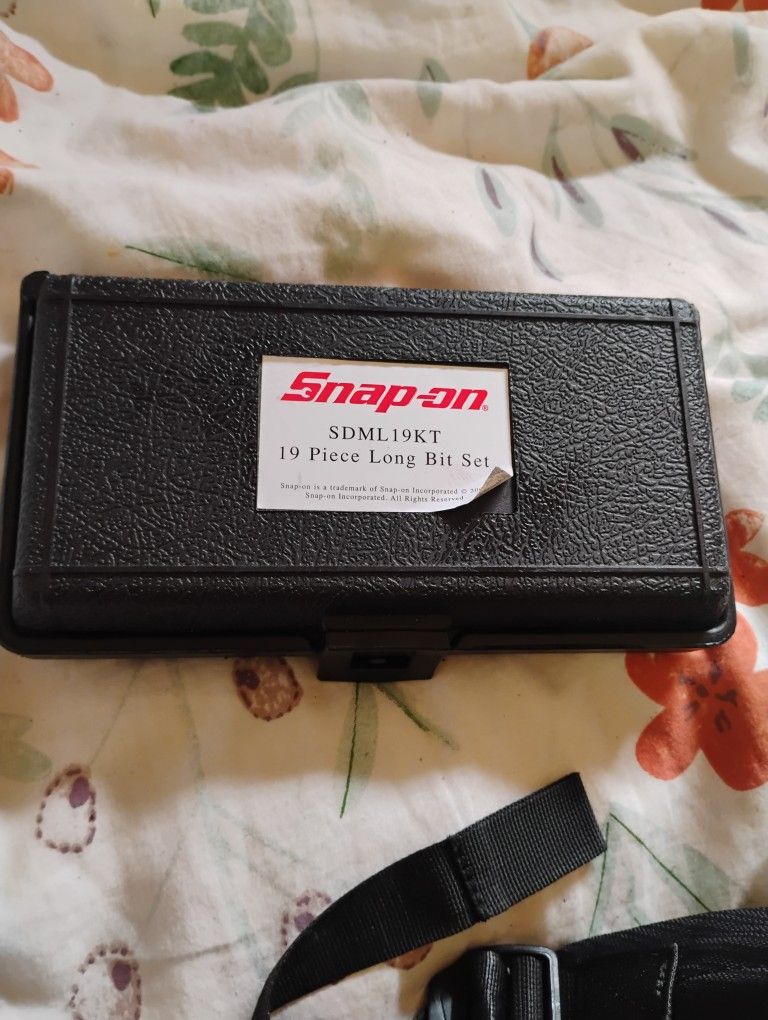 Snap-on®
SDML19KT
19 Piece Long Bit Set
Snap-on is a trademark of Snap-on Incorporated ©
Snap-on Incorporated. All Rights Reserved